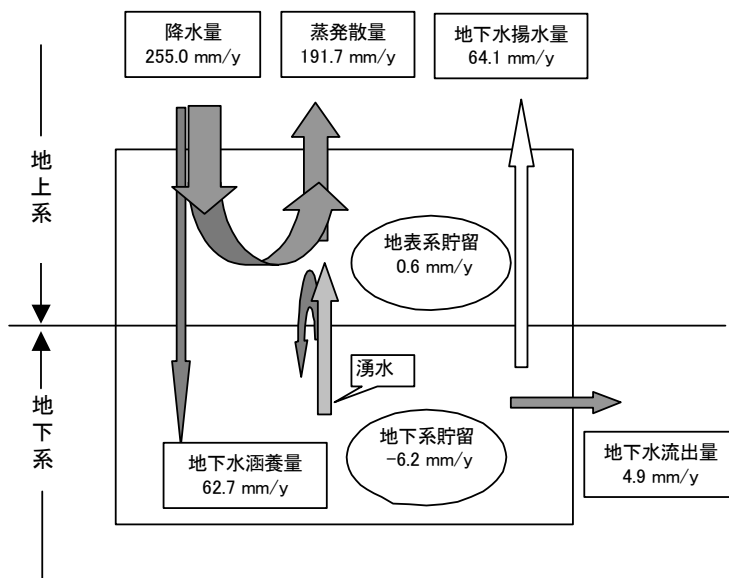 降水量
255.0 mm/y
蒸発散量
191.7 mm/y
地下水揚水量
64.1 mm/y
地上系
地表系貯留
0.6 mm/y
湧水
地下系
地下系貯留
-6.2 mm/y
地下水涵養量
62.7 mm/y
地下水流出量
4.9 mm/y